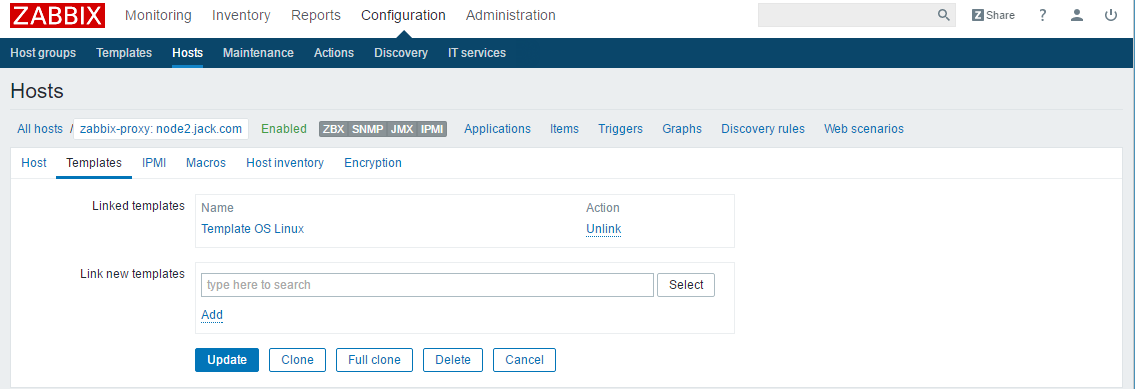 ZABBIX Monitoring Inventory Reports Configuration Administration Z Share ?
Host groups Templates Hosts Maintenance Actions Discovery IT services
Hosts
All hosts / zabbix-proxy: node2.jack.com Enabled ZBX SNMP JMX IPMI Applications Items Triggers Graphs Discovery rules Web scenarios
Host Templates IPMI Macros Host inventory Encryption
Linked templates Name Action
Template OS Linux Unlink
Link new templates type here to search Select
Add
Update Clone Full clone Delete Cancel